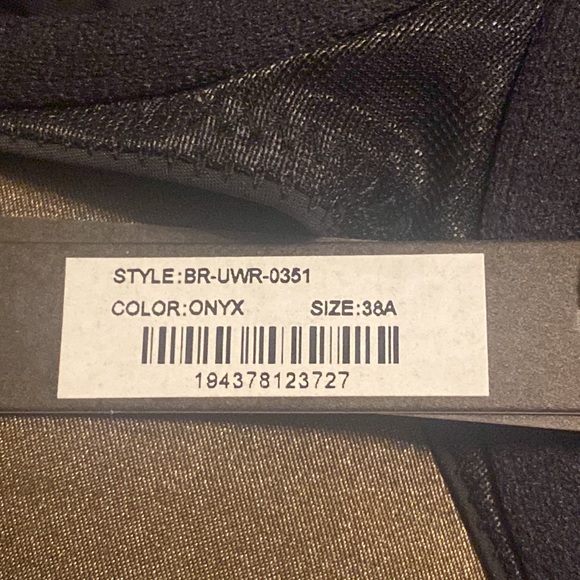 STYLE:BR-UWR-0351
COLOR:ONYX SIZE:38A
194378123727